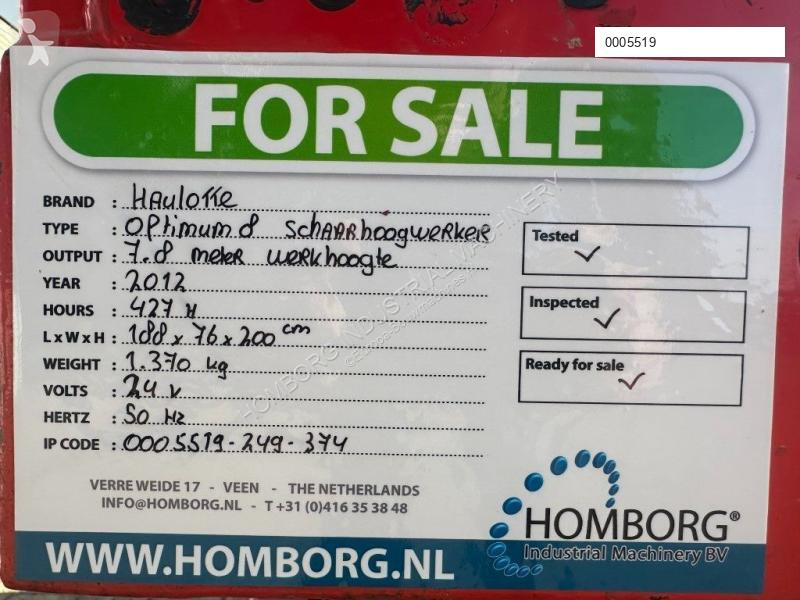 0005519
FOR SALE
BRAND : HAulotte
TYPE : Optimum 8 SCHAARhoogwerker
OUTPUT : 7.8 meter werkhoogte
YEAR : 2012
HOURS : 427 H
L x W x H : 188 x 76 x 200 cm
WEIGHT : 1.370 kg
VOLTS : 24 V
HERTZ : 50 Hz
IP CODE : 0005519-249-374
Tested ✓
Inspected ✓
Ready for sale ✓
VERRE WEIDE 17 - VEEN - THE NETHERLANDS
INFO@HOMBORG.NL - T +31 (0)416 35 38 48
HOMBORG®
Industrial Machinery BV
WWW.HOMBORG.NL
HOMBORG INDUSTRIAL MACHINERY